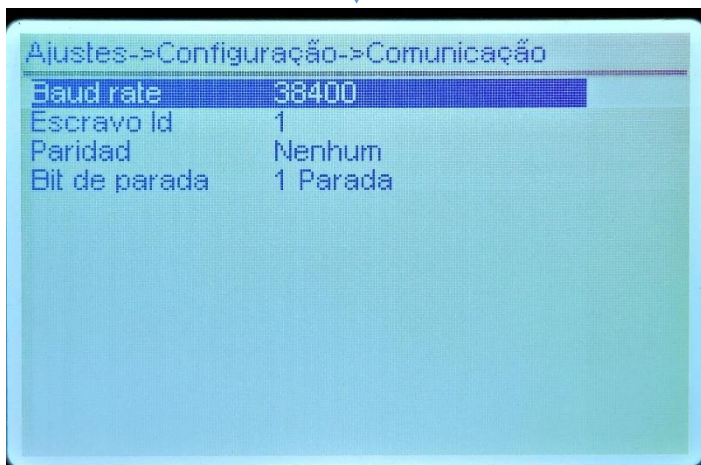 Ajustes->Configuração->Comunicação
Baud rate 38400
Escravo Id 1
Paridad Nenhum
Bit de parada 1 Parada